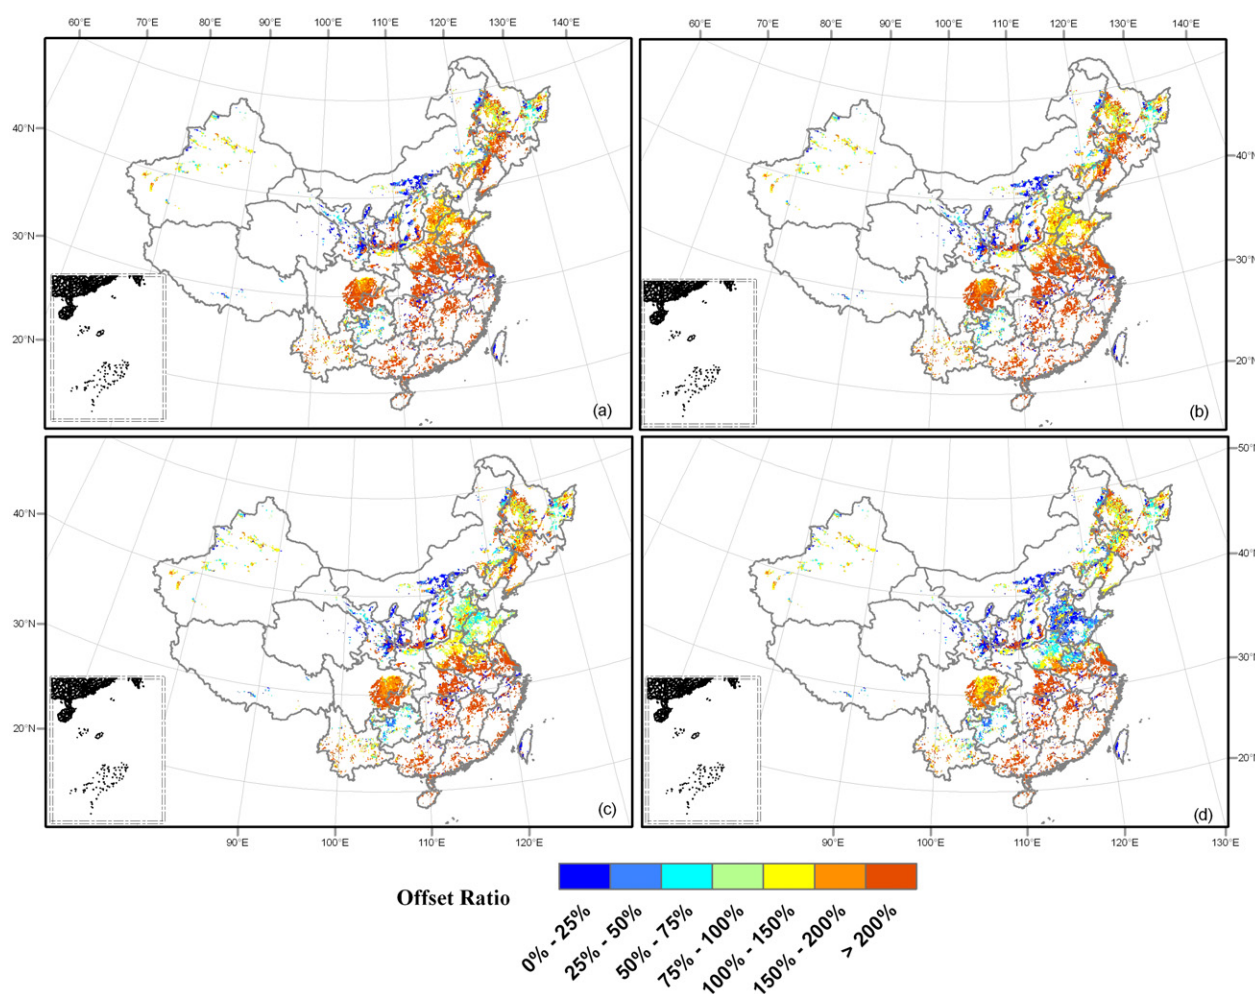 60°E 70°E 80°E 90°E 100°E 110°E 120°E 130°E 140°E
60°E 70°E 80°E 90°E 100°E 110°E 120°E 130°E 140°E
40°N
30°N
20°N
(a)
40°N
30°N
20°N
(b)
40°N
30°N
20°N
(c)
50°N
40°N
30°N
20°N
(d)
90°E 100°E 110°E 120°E
90°E 100°E 110°E 120°E 130°E
Offset Ratio
0% - 25%
25% - 50%
50% - 75%
75% - 100%
100% - 150%
150% - 200%
> 200%